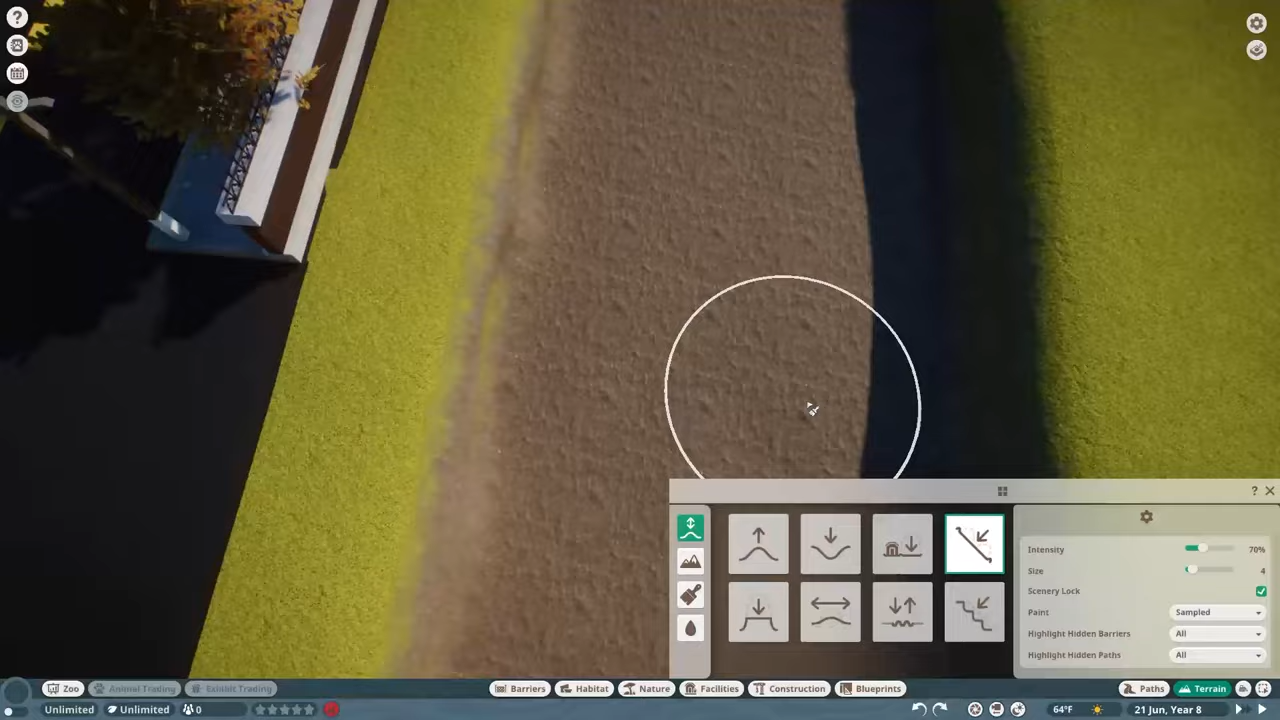 ?
?
Intensity 70%
Size 4
Scenery Lock
Paint Sampled
Highlight Hidden Barriers All
Highlight Hidden Paths All
Zoo Animal Trading Exhibit Trading Barriers Habitat Nature Facilities Construction Blueprints Paths Terrain
Unlimited Unlimited 0 64°F 21 Jun, Year 8